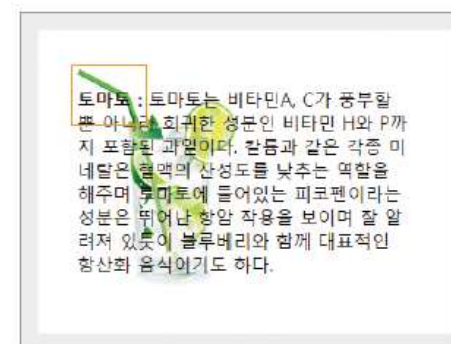 토마토 : 토마토는 비타민A, C가 풍부할
뿐 아니라 희귀한 성분인 비타민 H와 P까
지 포함된 과일이다. 칼륨과 같은 각종 미
네랄은 혈액의 산성도를 낮추는 역할을
해주며 토마토에 들어있는 피코펜이라는
성분은 뛰어난 항암 작용을 보이며 잘 알
려져 있듯이 블루베리와 함께 대표적인
항산화 음식이기도 하다.